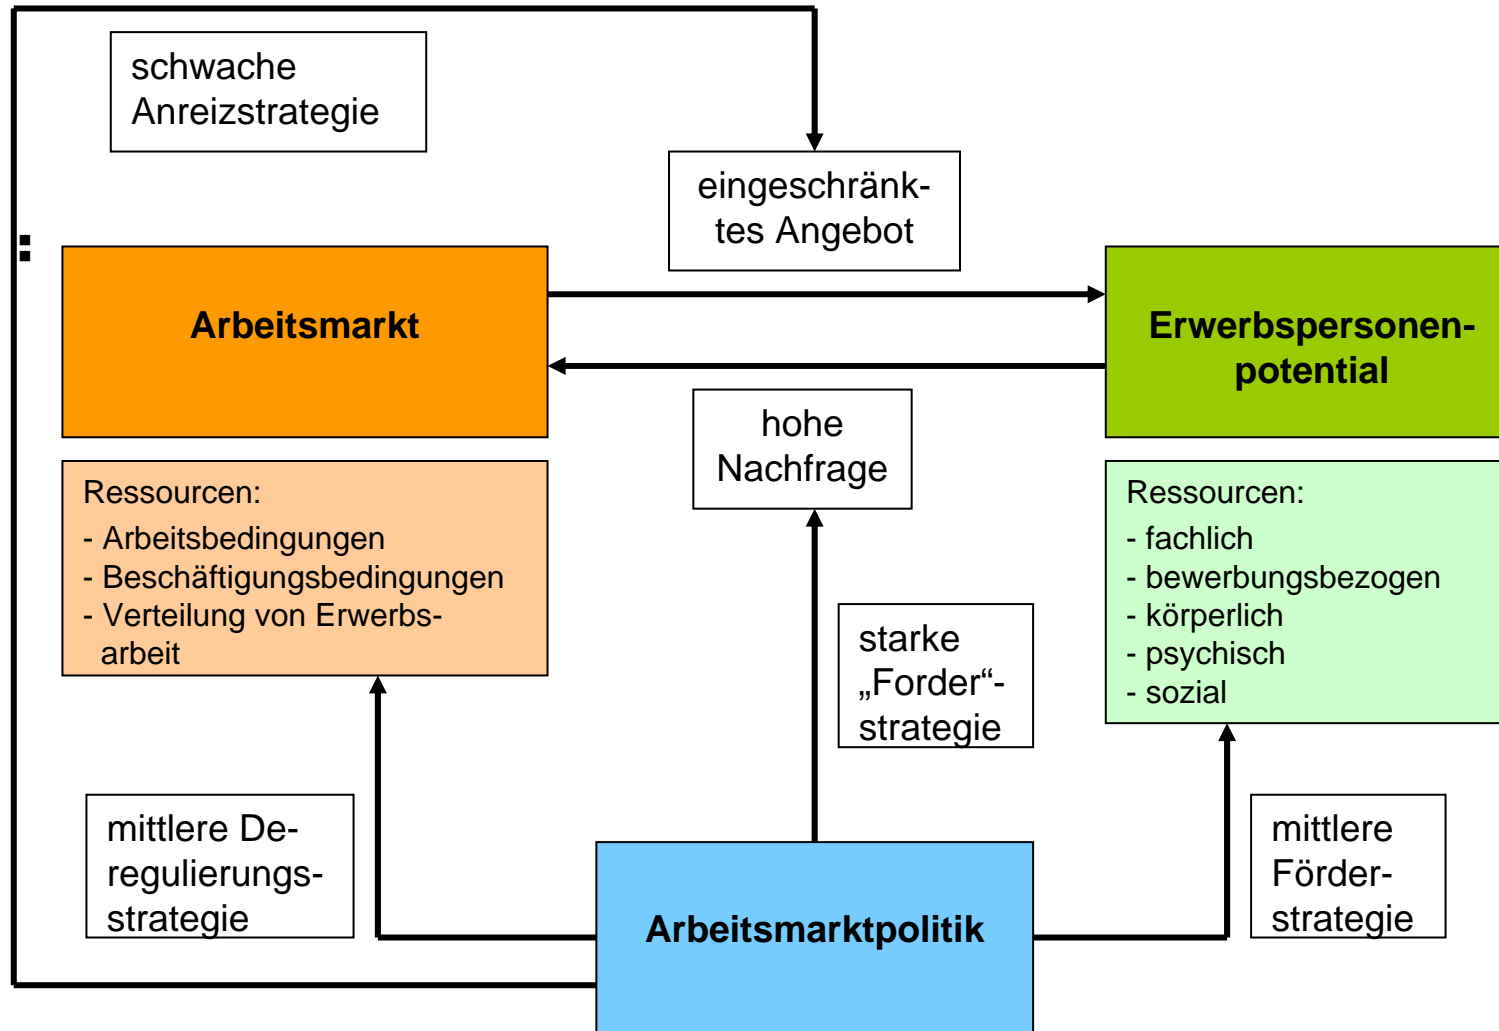 schwache
Anreizstrategie
eingeschränk-
tes Angebot
:
Arbeitsmarkt
Erwerbspersonen-
potential
hohe
Nachfrage
Ressourcen:
- Arbeitsbedingungen
- Beschäftigungsbedingungen
- Verteilung von Erwerbs-
arbeit
Ressourcen:
- fachlich
- bewerbungsbezogen
- körperlich
- psychisch
- sozial
starke
„Forder“-
strategie
mittlere De-
regulierungs-
strategie
mittlere
Förder-
strategie
Arbeitsmarktpolitik